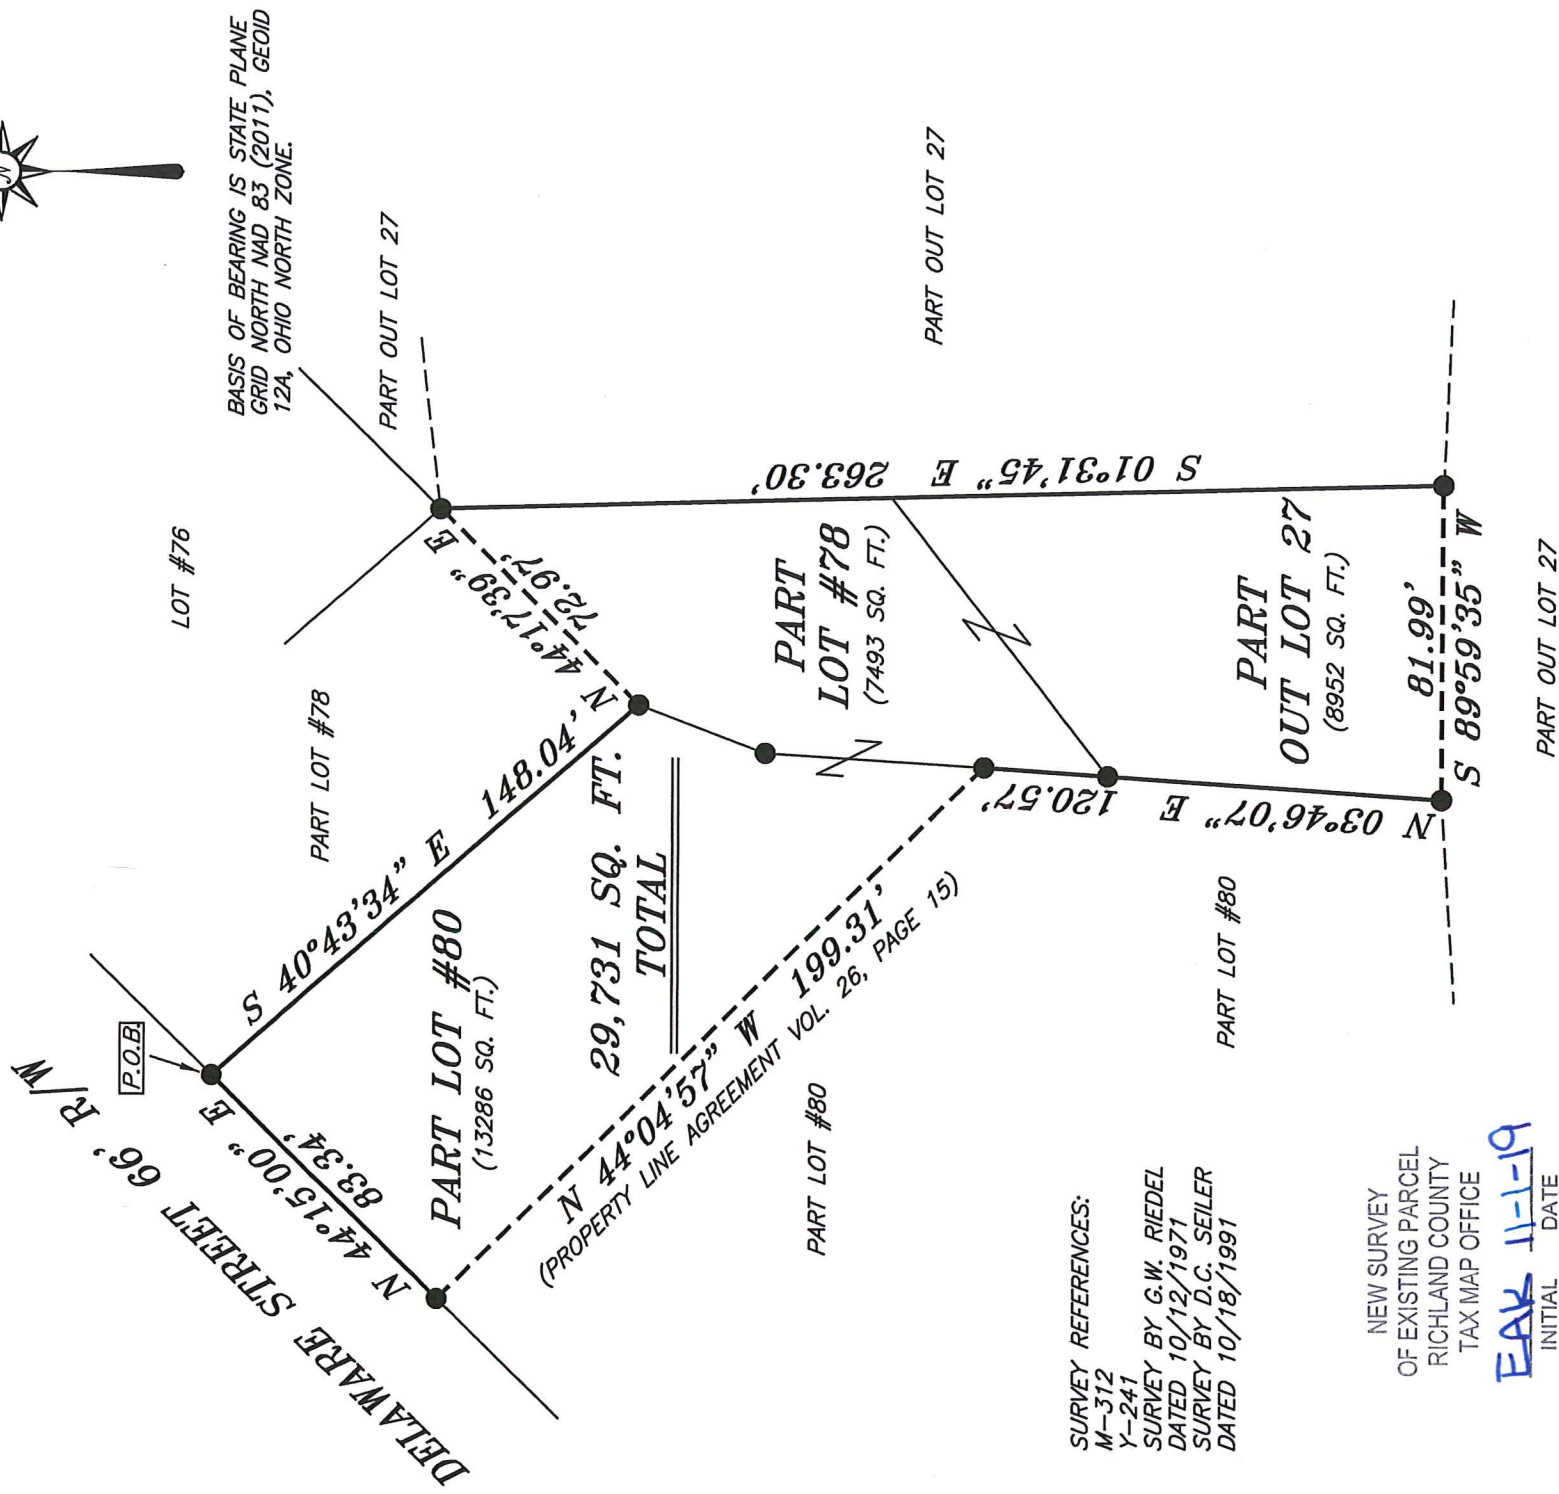 N
BASIS OF BEARING IS STATE PLANE
GRID NORTH NAD 83 (2011), GEOID
12A, OHIO NORTH ZONE.
LOT #76
PART OUT LOT 27
PART LOT #78
PART OUT LOT 27
DELAWARE STREET 66' R/W
P.O.B.
S 40°43'34" E 148.04'
N 44°17'39" E
72.97'
S 01°31'45" E 263.30'
N 44°15'00" E
83.34'
PART LOT #80
(13286 SQ. FT.)
29,731 SQ. FT.
TOTAL
PART
LOT #78
(7493 SQ. FT.)
N 44°04'57" W 199.31'
(PROPERTY LINE AGREEMENT VOL. 26, PAGE 15)
N 03°46'07" E 120.57'
PART
OUT LOT 27
(8952 SQ. FT.)
81.99'
S 89°59'35" W
PART LOT #80
PART LOT #80
PART OUT LOT 27
SURVEY REFERENCES:
M-312
Y-241
SURVEY BY G.W. RIEDEL
DATED 10/12/1971
SURVEY BY D.C. SEILER
DATED 10/18/1991
NEW SURVEY
OF EXISTING PARCEL
RICHLAND COUNTY
TAX MAP OFFICE
EAK 11-1-19
INITIAL DATE